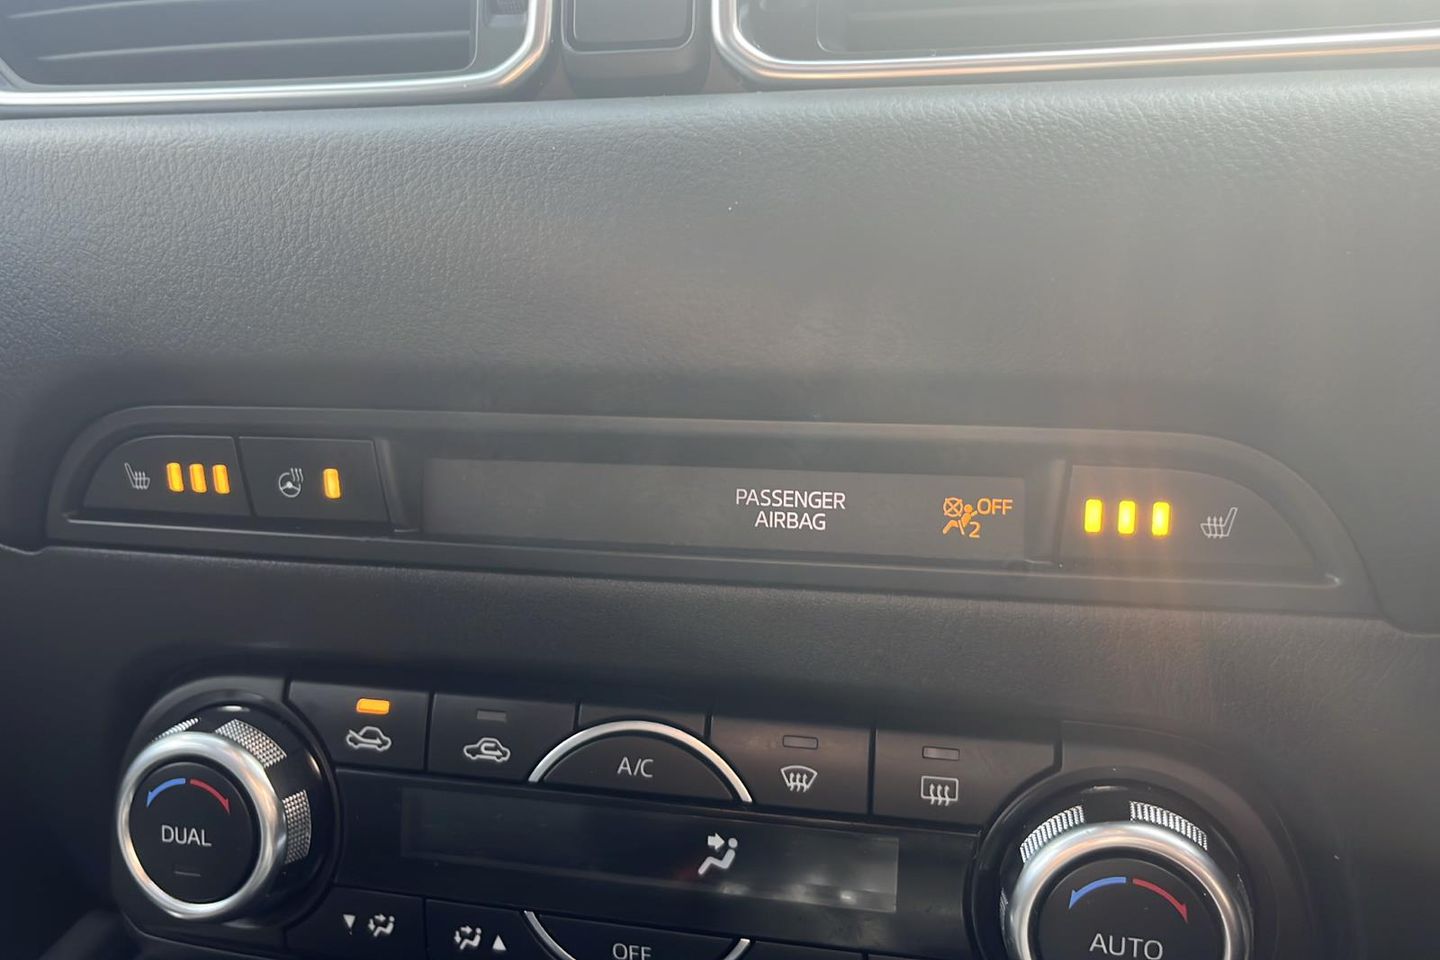 PASSENGER
AIRBAG
OFF
2
A/C
DUAL
AUTO
OFF